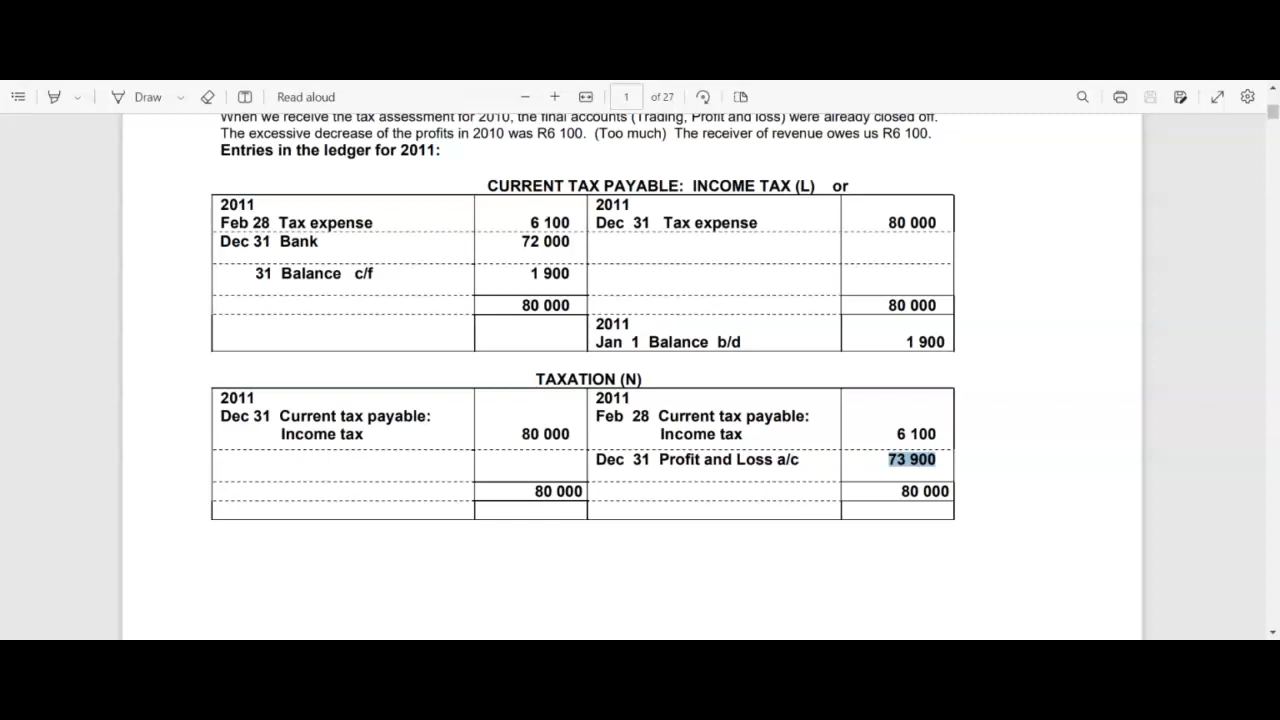 Draw
Read aloud
1
of 27
When we receive the tax assessment for 2010, the final accounts (Trading, Profit and loss) were already closed off.
The excessive decrease of the profits in 2010 was R6 100. (Too much) The receiver of revenue owes us R6 100.
Entries in the ledger for 2011:
CURRENT TAX PAYABLE: INCOME TAX (L) or
2011 2011
Feb 28 Tax expense 6 100 Dec 31 Tax expense 80 000
Dec 31 Bank 72 000
31 Balance c/f 1 900
80 000 80 000
2011
Jan 1 Balance b/d 1 900
TAXATION (N)
2011 2011
Dec 31 Current tax payable: Feb 28 Current tax payable:
Income tax 80 000 Income tax 6 100
Dec 31 Profit and Loss a/c 73 900
80 000 80 000